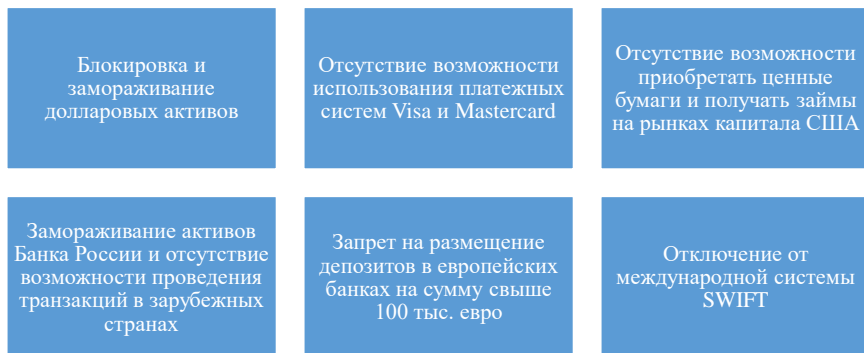 Блокировка и
замораживание
долларовых активов
Отсутствие возможности
использования платежных
систем Visa и Mastercard
Отсутствие возможности
приобретать ценные
бумаги и получать займы
на рынках капитала США
Замораживание активов
Банка России и отсутствие
возможности проведения
транзакций в зарубежных
странах
Запрет на размещение
депозитов в европейских
банках на сумму свыше
100 тыс. евро
Отключение от
международной системы
SWIFT